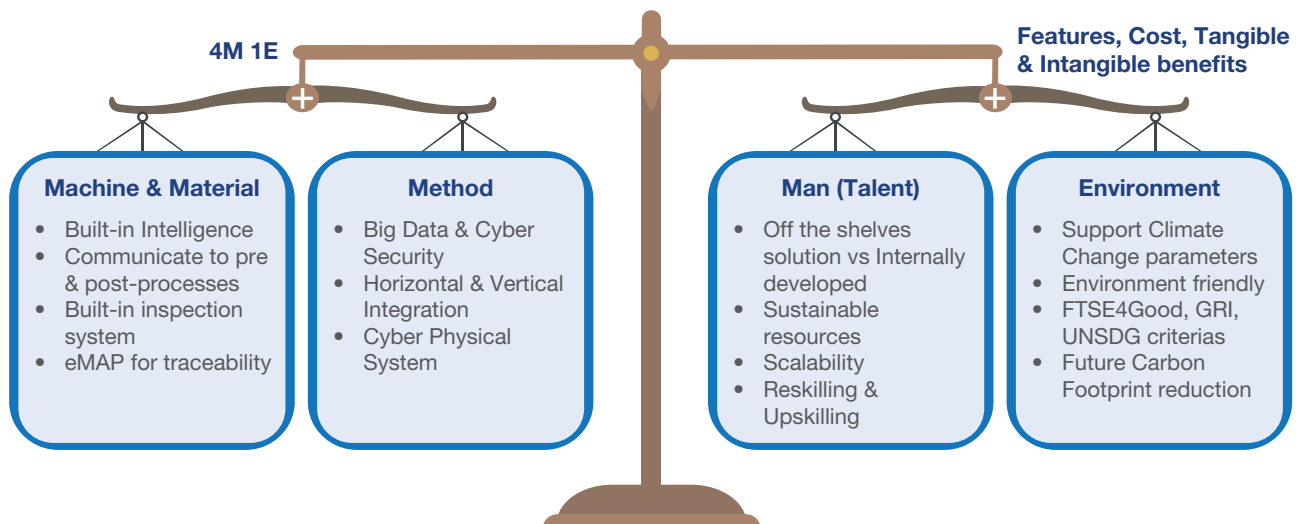 4M 1E
Features, Cost, Tangible
& Intangible benefits
Machine & Material
• Built-in Intelligence
• Communicate to pre
& post-processes
• Built-in inspection
system
• eMAP for traceability
Method
• Big Data & Cyber
Security
• Horizontal & Vertical
Integration
• Cyber Physical
System
Man (Talent)
• Off the shelves
solution vs Internally
developed
• Sustainable
resources
• Scalability
• Reskilling &
Upskilling
Environment
• Support Climate
Change parameters
• Environment friendly
• FTSE4Good, GRI,
UNSDG criterias
• Future Carbon
Footprint reduction